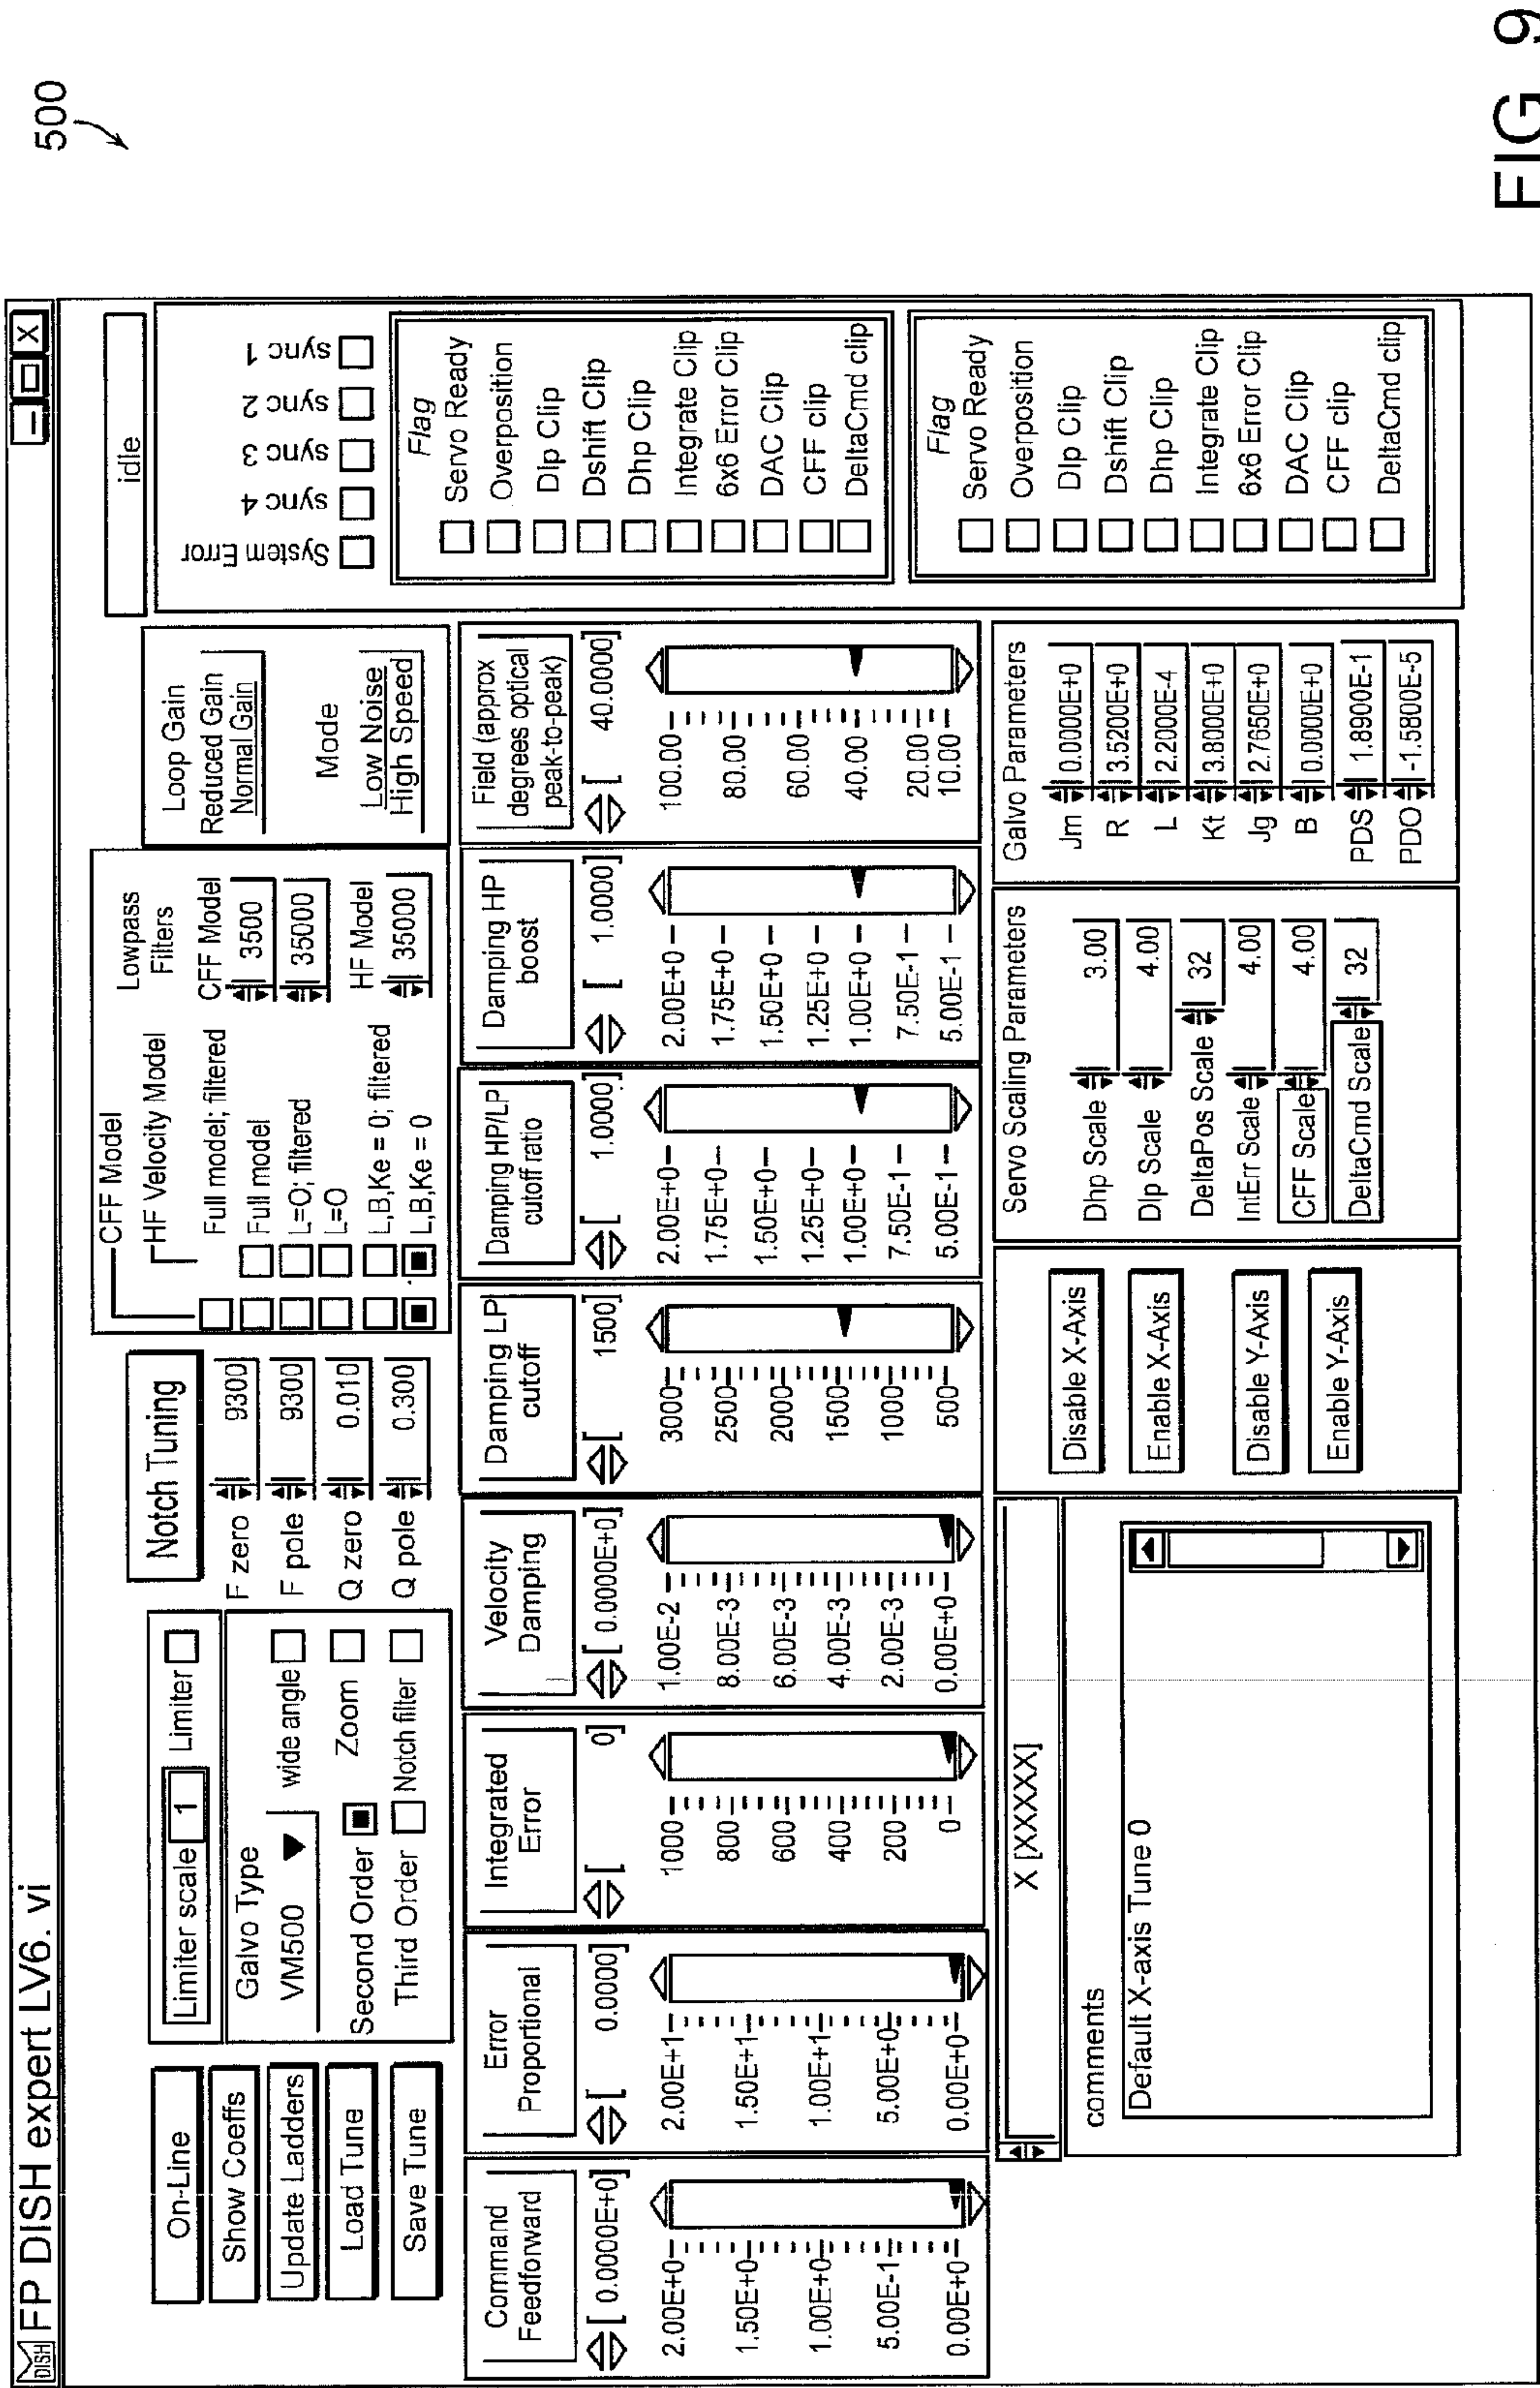 500
DISH FP DISH expert LV6. vi
X
On-Line
Show Coeffs
Update Ladders
Load Tune
Save Tune
Limiter scale 1 Limiter
Galvo Type
VM500
wide angle
Second Order
Zoom
Third Order
Notch filter
Notch Tuning
F zero 9300
F pole 9300
Q zero 0.010
Q pole 0.300
CFF Model
HF Velocity Model
Full model; filtered
Full model
L=O; filtered
L=O
L,B,Ke = 0; filtered
L,B,Ke = 0
Lowpass
Filters
CFF Model
3500
35000
HF Model
35000
Loop Gain
Reduced Gain
Normal Gain
Mode
Low Noise
High Speed
idle
System Error
sync 4
sync 3
sync 2
sync 1
Flag
Servo Ready
Overposition
Dlp Clip
Dshift Clip
Dhp Clip
Integrate Clip
6x6 Error Clip
DAC Clip
CFF clip
DeltaCmd clip
Flag
Servo Ready
Overposition
Dlp Clip
Dshift Clip
Dhp Clip
Integrate Clip
6x6 Error Clip
DAC Clip
CFF clip
DeltaCmd clip
Command
Feedforward
[ 0.0000E+0]
2.00E+0
1.50E+0
1.00E+0
5.00E-1
0.00E+0
Error
Proportional
[ 0.0000]
2.00E+1
1.50E+1
1.00E+1
5.00E+0
0.00E+0
Integrated
Error
[ 0]
1000
800
600
400
200
0
Velocity
Damping
[ 0.0000E+0]
1.00E-2
8.00E-3
6.00E-3
4.00E-3
2.00E-3
0.00E+0
Damping LP
cutoff
[ 1500]
3000
2500
2000
1500
1000
500
Damping HP/LP
cutoff ratio
[ 1.0000]
2.00E+0
1.75E+0
1.50E+0
1.25E+0
1.00E+0
7.50E-1
5.00E-1
Damping HP
boost
[ 1.0000]
2.00E+0
1.75E+0
1.50E+0
1.25E+0
1.00E+0
7.50E-1
5.00E-1
Field (approx
degrees optical
peak-to-peak)
[ 40.0000]
100.00
80.00
60.00
40.00
20.00
10.00
X [XXXXX]
comments
Default X-axis Tune 0
Disable X-Axis
Enable X-Axis
Disable Y-Axis
Enable Y-Axis
Servo Scaling Parameters
Dhp Scale 3.00
Dlp Scale 4.00
DeltaPos Scale 32
IntErr Scale 4.00
CFF Scale 4.00
DeltaCmd Scale 32
Galvo Parameters
Jm 0.0000E+0
R 3.5200E+0
L 2.2000E-4
Kt 3.8000E+0
Jg 2.7650E+0
B 0.0000E+0
PDS 1.8900E-1
PDO -1.5800E-5
FIG 9